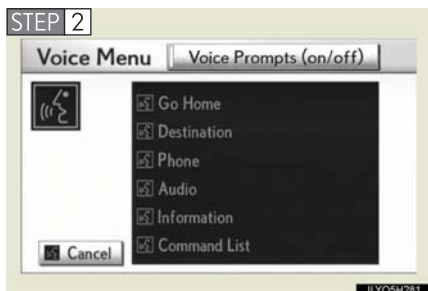 STEP 2
Voice Menu Voice Prompts (on/off)
Go Home
Destination
Phone
Audio
Information
Command List
Cancel